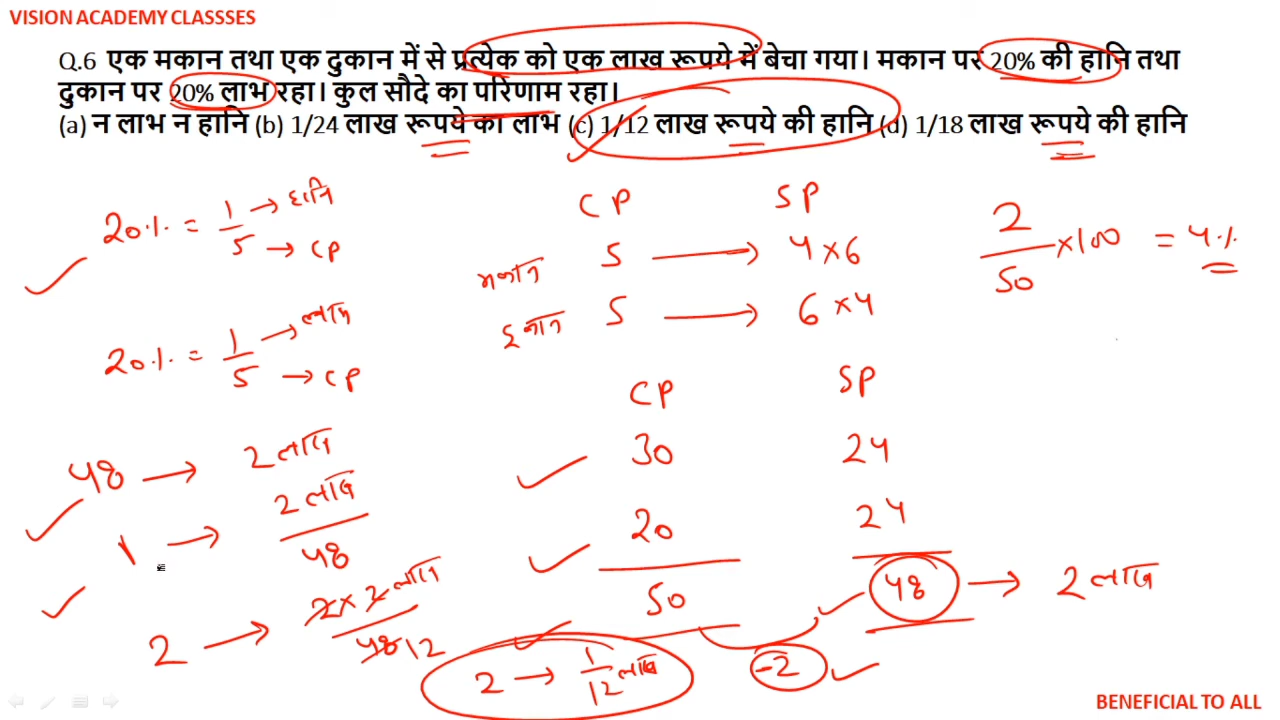 VISION ACADEMY CLASSSES
Q.6 एक मकान तथा एक दुकान में से प्रत्येक को एक लाख रूपये में बेचा गया। मकान पर 20% की हानि तथा
दुकान पर 20% लाभ रहा। कुल सौदे का परिणाम रहा।
(a) न लाभ न हानि (b) 1/24 लाख रूपये का लाभ (c) 1/12 लाख रूपये की हानि (d) 1/18 लाख रूपये की हानि
20% = 1/5 → हानि → CP
CP SP
मकान 5 → 4 × 6
दुकान 5 → 6 × 4
2/50 × 100 = 4%
20% = 1/5 → लाभ → CP
CP SP
30 24
20 24
50 48 → 2 लाख
-2
48 → 2 लाख
1 → 2 लाख / 48
2 → 2 × 2 लाख / 48 12
2 → 1/12 लाख
BENEFICIAL TO ALL